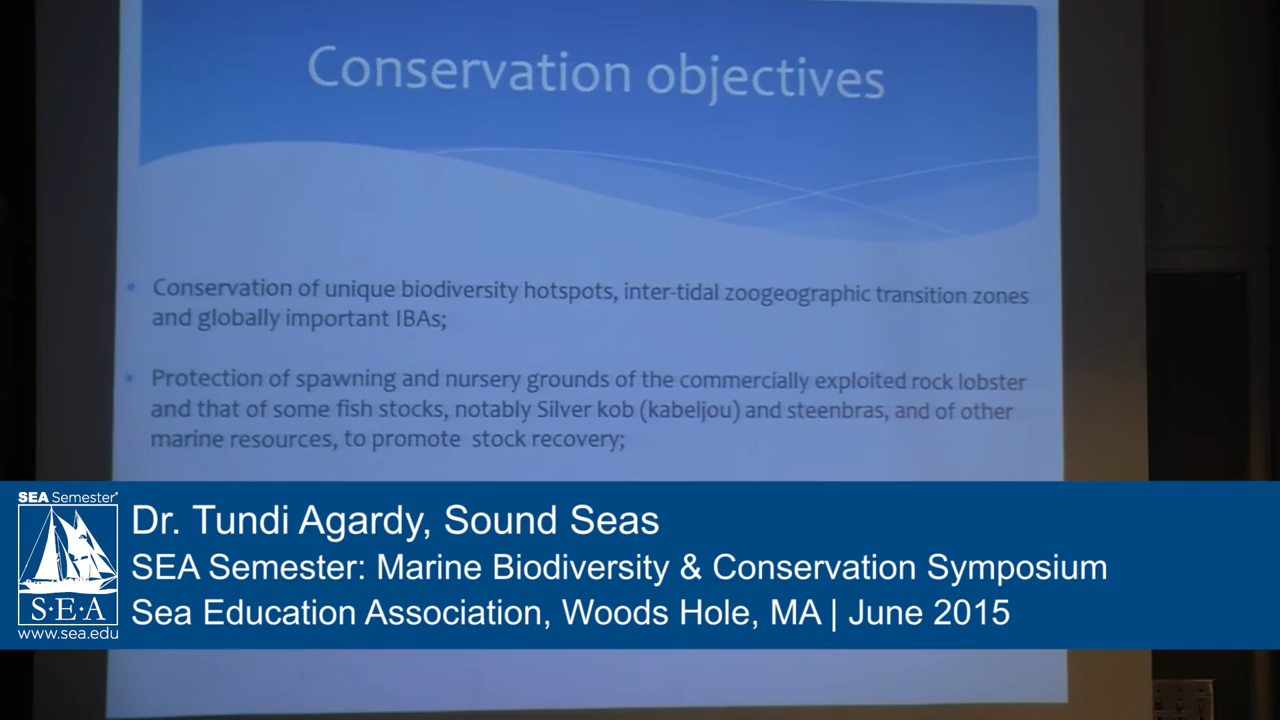 Conservation objectives
• Conservation of unique biodiversity hotspots, inter-tidal zoogeographic transition zones
and globally important IBAs;
• Protection of spawning and nursery grounds of the commercially exploited rock lobster
and that of some fish stocks, notably Silver kob (kabeljou) and steenbras, and of other
marine resources, to promote stock recovery;
SEA Semester®
S·E·A
www.sea.edu
Dr. Tundi Agardy, Sound Seas
SEA Semester: Marine Biodiversity & Conservation Symposium
Sea Education Association, Woods Hole, MA | June 2015